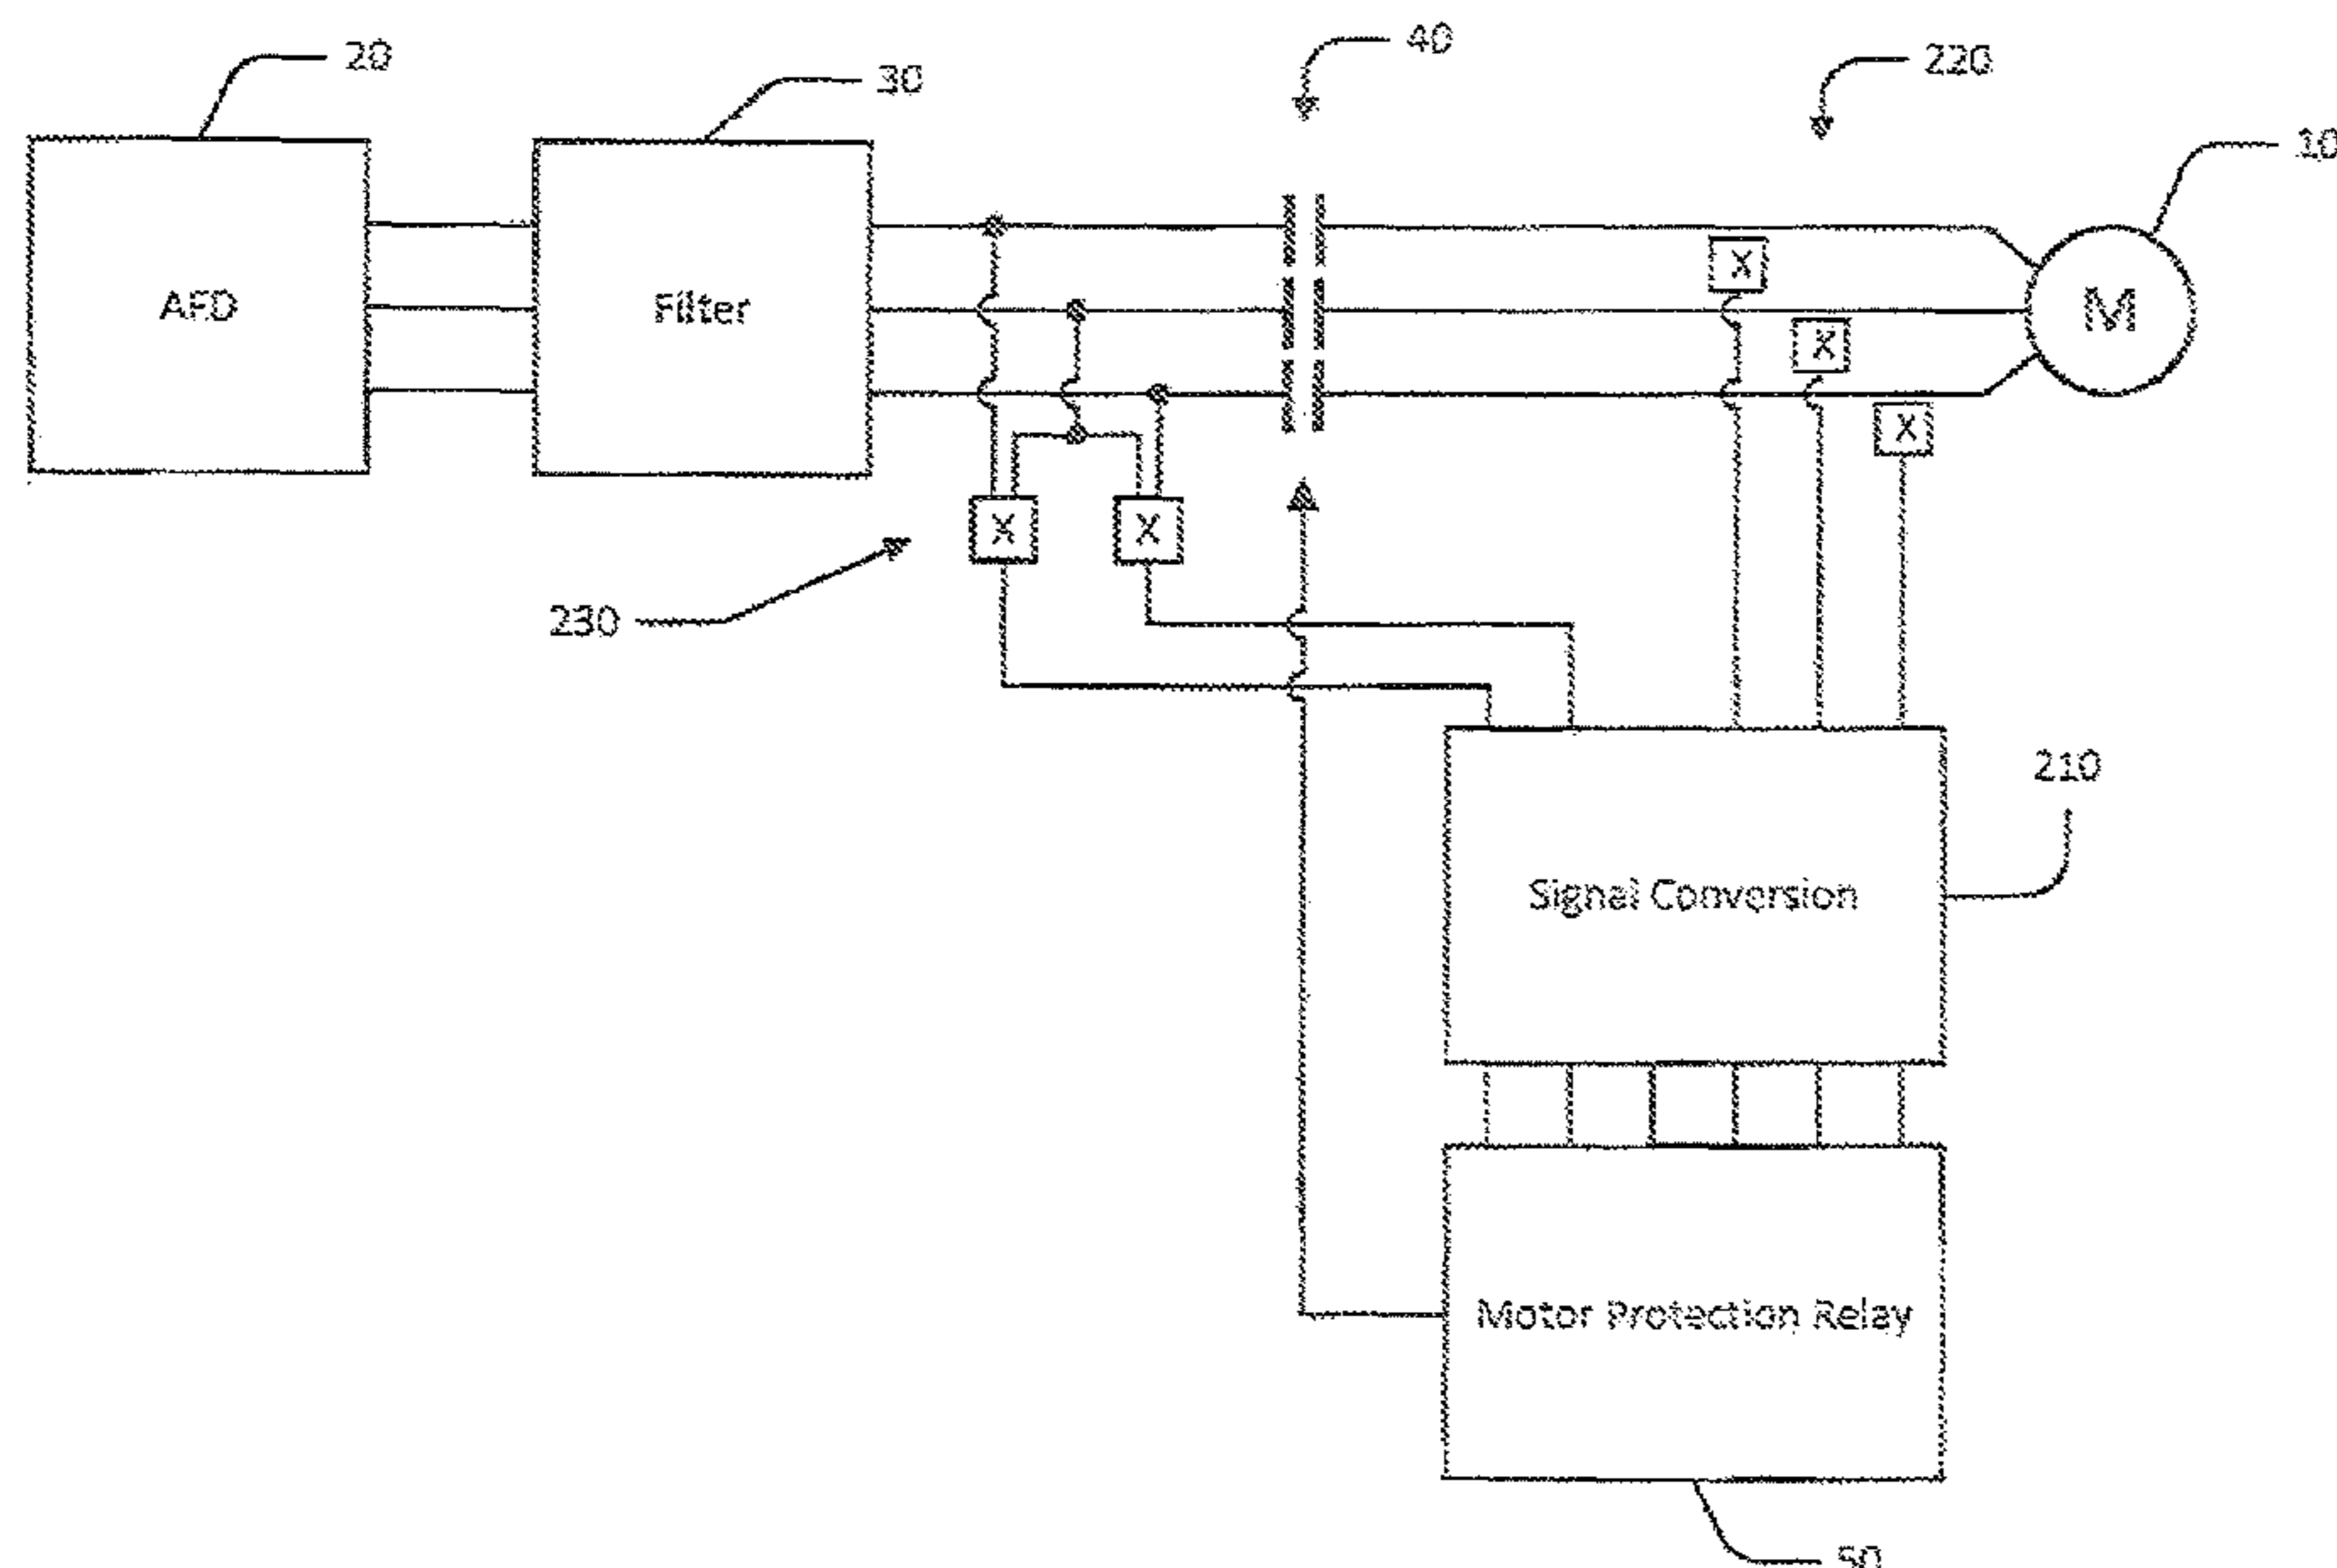 20
30
40
220
10
AFD
Filter
X
X
X
M
X
X
230
210
Signal Conversion
Motor Protection Relay
50